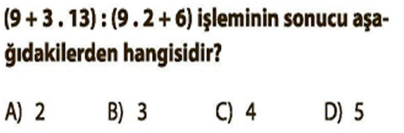 (9 + 3 . 13) : (9 . 2 + 6) işleminin sonucu aşa-
ğıdakilerden hangisidir?
A) 2 B) 3 C) 4 D) 5